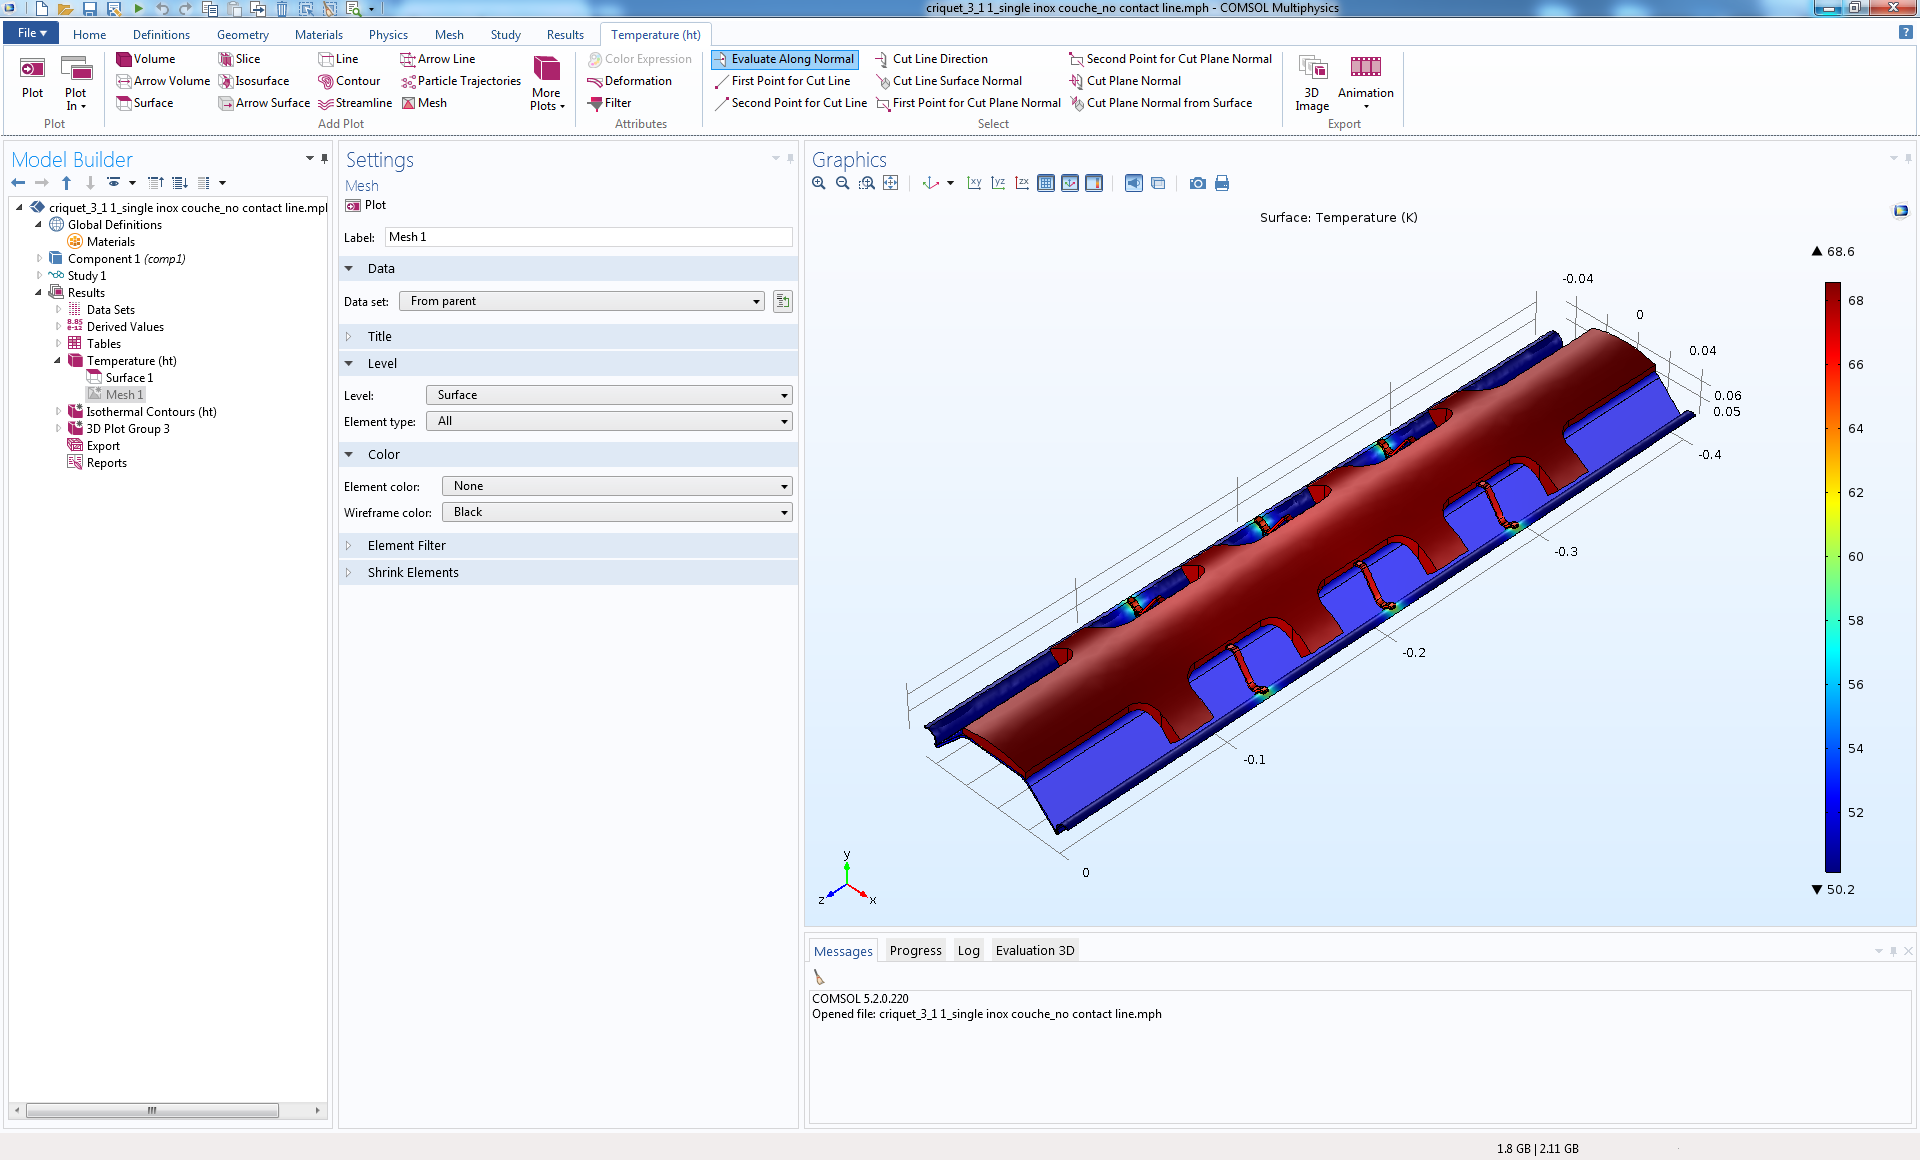 criquet_3_1 1_single inox couche_no contact line.mph - COMSOL Multiphysics
File
Home
Definitions
Geometry
Materials
Physics
Mesh
Study
Results
Temperature (ht)
Plot
Plot
In
Plot
Volume
Arrow Volume
Surface
Slice
Isosurface
Arrow Surface
Line
Contour
Streamline
Arrow Line
Particle Trajectories
Mesh
More
Plots
Add Plot
Color Expression
Deformation
Filter
Attributes
Evaluate Along Normal
First Point for Cut Line
Second Point for Cut Line
Cut Line Direction
Cut Line Surface Normal
First Point for Cut Plane Normal
Second Point for Cut Plane Normal
Cut Plane Normal
Cut Plane Normal from Surface
Select
3D
Image
Animation
Export
Model Builder
criquet_3_1 1_single inox couche_no contact line.mpl
Global Definitions
Materials
Component 1 (comp1)
Study 1
Results
Data Sets
8.85
e-12
Derived Values
Tables
Temperature (ht)
Surface 1
Mesh 1
Isothermal Contours (ht)
3D Plot Group 3
Export
Reports
Settings
Mesh
Plot
Label: Mesh 1
Data
Data set: From parent
Title
Level
Level: Surface
Element type: All
Color
Element color: None
Wireframe color: Black
Element Filter
Shrink Elements
Graphics
xy
yz
zx
Surface: Temperature (K)
68.6
68
66
64
62
60
58
56
54
52
50.2
-0.04
0
0.04
0.06
0.05
-0.4
-0.3
-0.2
-0.1
0
y
z
x
Messages
Progress
Log
Evaluation 3D
COMSOL 5.2.0.220
Opened file: criquet_3_1 1_single inox couche_no contact line.mph
1.8 GB | 2.11 GB